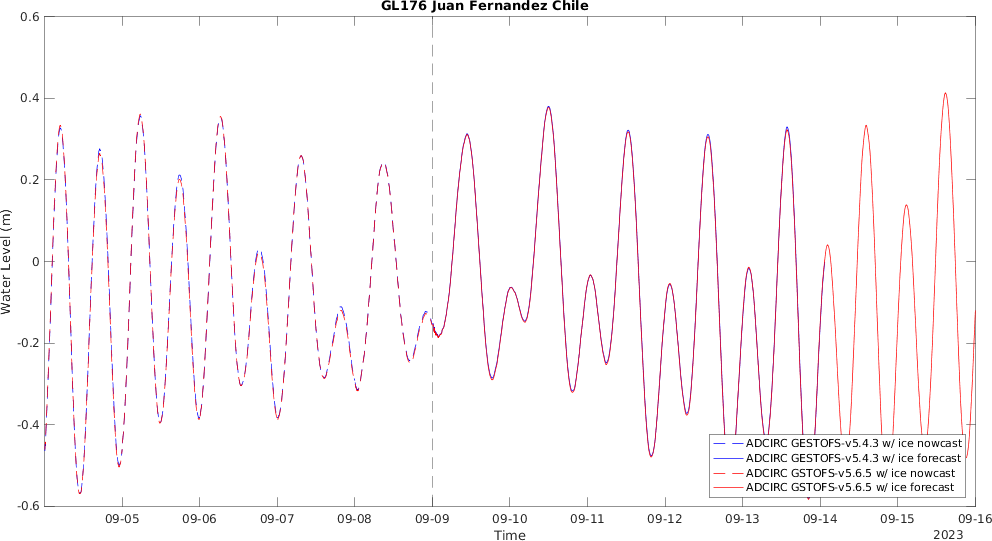 GL176 Juan Fernandez Chile
0.6
0.4
0.2
0
-0.2
-0.4
-0.6
Water Level (m)
ADCIRC GESTOFS-v5.4.3 w/ ice nowcast
ADCIRC GESTOFS-v5.4.3 w/ ice forecast
ADCIRC GSTOFS-v5.6.5 w/ ice nowcast
ADCIRC GSTOFS-v5.6.5 w/ ice forecast
09-05 09-06 09-07 09-08 09-09 09-10 09-11 09-12 09-13 09-14 09-15 09-16
Time
2023